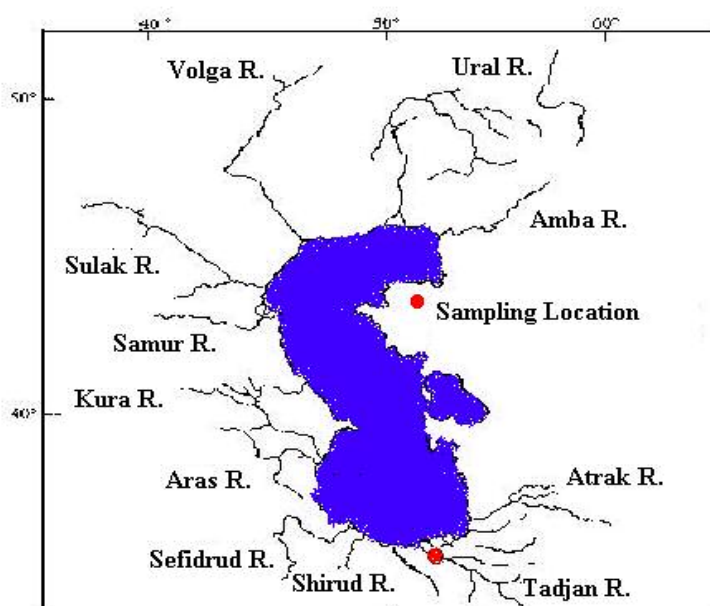 40° 50° 60°
Volga R.
Ural R.
50°
Amba R.
Sulak R.
Sampling Location
Samur R.
Kura R.
40°
Aras R.
Atrak R.
Sefidrud R.
Shirud R.
Tadjan R.